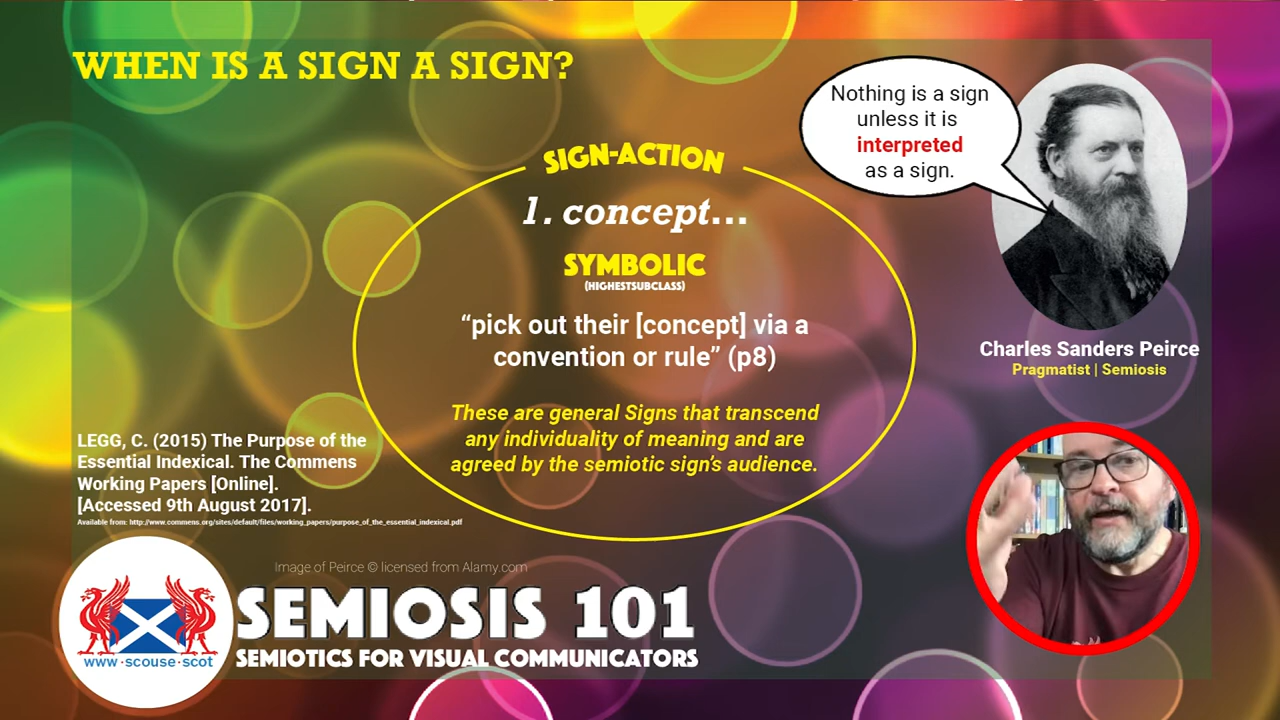 WHEN IS A SIGN A SIGN?
Nothing is a sign
unless it is
interpreted
as a sign.
SIGN-ACTION
1. concept...
SYMBOLIC
(HIGHESTSUBCLASS)
“pick out their [concept] via a
convention or rule” (p8)
These are general Signs that transcend
any individuality of meaning and are
agreed by the semiotic sign’s audience.
Charles Sanders Peirce
Pragmatist | Semiosis
LEGG, C. (2015) The Purpose of the
Essential Indexical. The Commens
Working Papers [Online].
[Accessed 9th August 2017].
Available from: http://www.commens.org/sites/default/files/working_papers/purpose_of_the_essential_indexical.pdf
Image of Peirce © licensed from Alamy.com
SEMIOSIS 101
SEMIOTICS FOR VISUAL COMMUNICATORS
www·scouse·scot